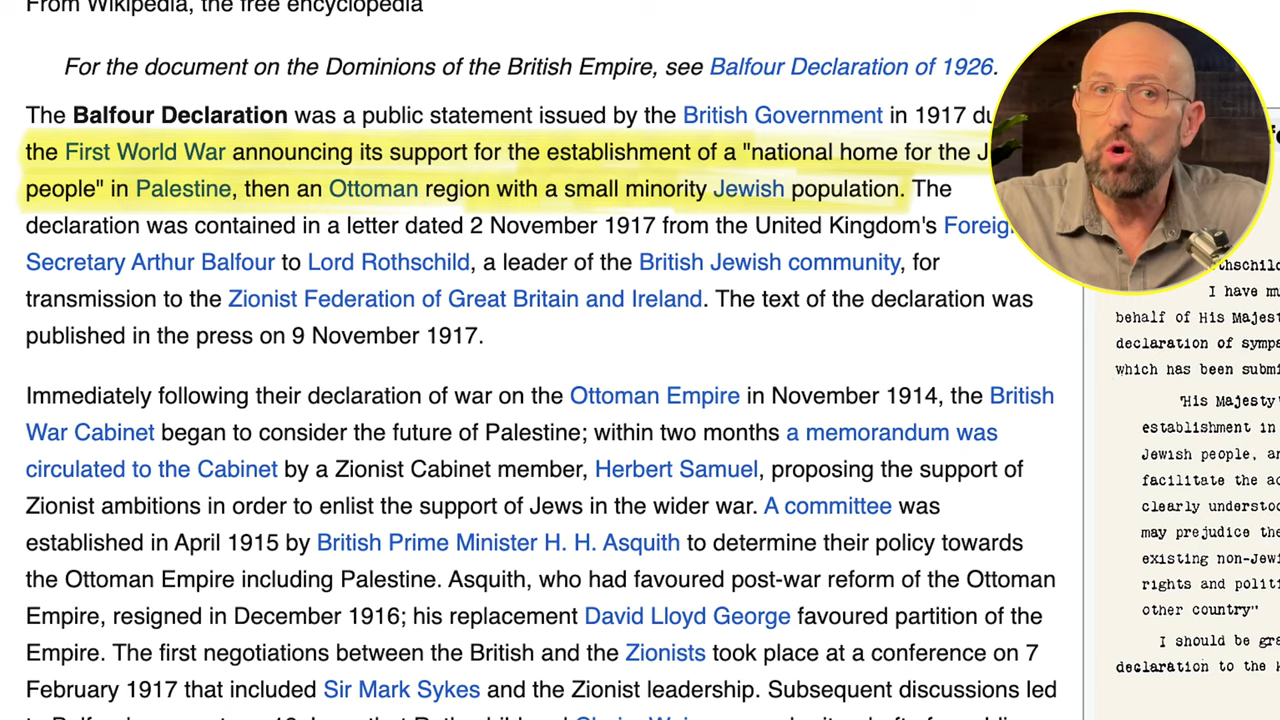 From Wikipedia, the free encyclopedia
For the document on the Dominions of the British Empire, see Balfour Declaration of 1926.
The Balfour Declaration was a public statement issued by the British Government in 1917
the First World War announcing its support for the establishment of a "national home for the
people" in Palestine, then an Ottoman region with a small minority Jewish population. The
declaration was contained in a letter dated 2 November 1917 from the United Kingdom's
Secretary Arthur Balfour to Lord Rothschild, a leader of the British Jewish community, for
transmission to the Zionist Federation of Great Britain and Ireland. The text of the declaration was
published in the press on 9 November 1917.
Immediately following their declaration of war on the Ottoman Empire in November 1914, the British
War Cabinet began to consider the future of Palestine; within two months a memorandum was
circulated to the Cabinet by a Zionist Cabinet member, Herbert Samuel, proposing the support of
Zionist ambitions in order to enlist the support of Jews in the wider war. A committee was
established in April 1915 by British Prime Minister H. H. Asquith to determine their policy towards
the Ottoman Empire including Palestine. Asquith, who had favoured post-war reform of the Ottoman
Empire, resigned in December 1916; his replacement David Lloyd George favoured partition of the
Empire. The first negotiations between the British and the Zionists took place at a conference on 7
February 1917 that included Sir Mark Sykes and the Zionist leadership. Subsequent discussions led
I have
behalf of His
declaration of
which has been
"His
establishment in
Jewish people,
facilitate the
clearly
may prejudice
existing
rights and
other country"
I should be
declaration to the